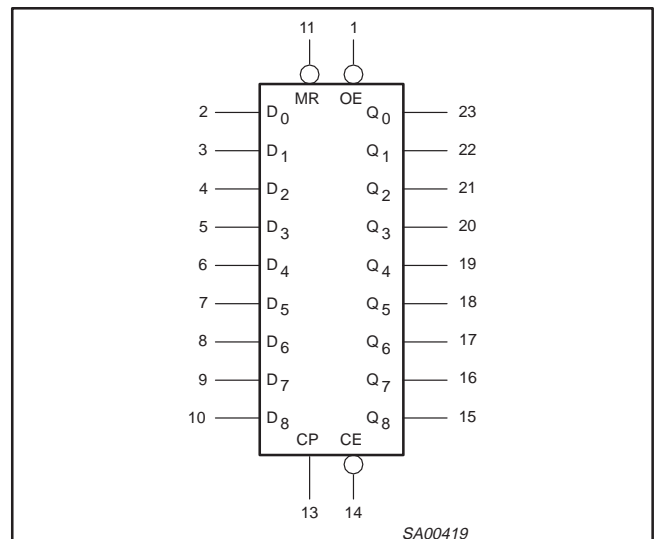 11 1
MR OE
2 D0 Q0 23
3 D1 Q1 22
4 D2 Q2 21
5 D3 Q3 20
6 D4 Q4 19
7 D5 Q5 18
8 D6 Q6 17
9 D7 Q7 16
10 D8 Q8 15
CP CE
13 14
SA00419